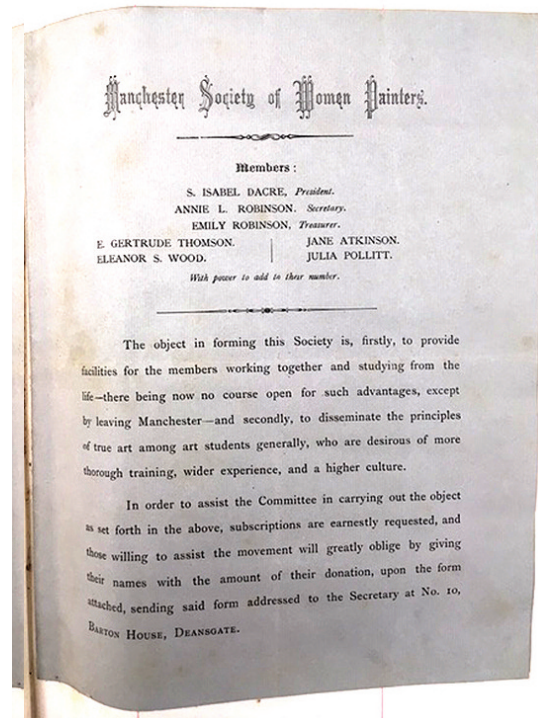 Manchester Society of Women Painters.
Members:
S. ISABEL DACRE, President.
ANNIE L. ROBINSON. Secretary.
EMILY ROBINSON, Treasurer.
E. GERTRUDE THOMSON.
ELEANOR S. WOOD.
JANE ATKINSON.
JULIA POLLITT.
With power to add to their number.
The object in forming this Society is, firstly, to provide
facilities for the members working together and studying from the
life—there being now no course open for such advantages, except
by leaving Manchester—and secondly, to disseminate the principles
of true art among art students generally, who are desirous of more
thorough training, wider experience, and a higher culture.
In order to assist the Committee in carrying out the object
as set forth in the above, subscriptions are earnestly requested, and
those willing to assist the movement will greatly oblige by giving
their names with the amount of their donation, upon the form
attached, sending said form addressed to the Secretary at No. 10,
BARTON HOUSE, DEANSGATE.